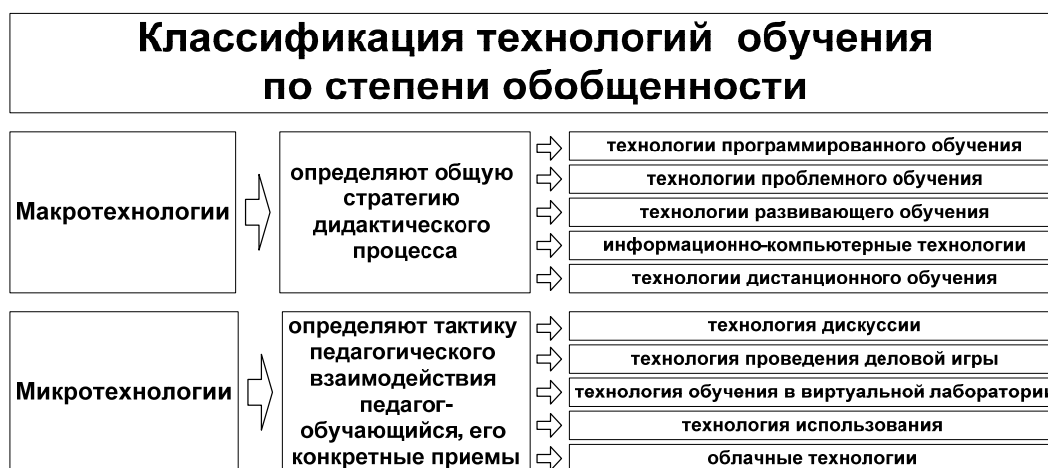 Классификация технологий обучения
по степени обобщенности
Макротехнологии
определяют общую
стратегию
дидактического
процесса
технологии программированного обучения
технологии проблемного обучения
технологии развивающего обучения
информационно-компьютерные технологии
технологии дистанционного обучения
Микротехнологии
определяют тактику
педагогического
взаимодействия
педагог-
обучающийся, его
конкретные приемы
технология дискуссии
технология проведения деловой игры
технология обучения в виртуальной лаборатории
технология использования
облачные технологии